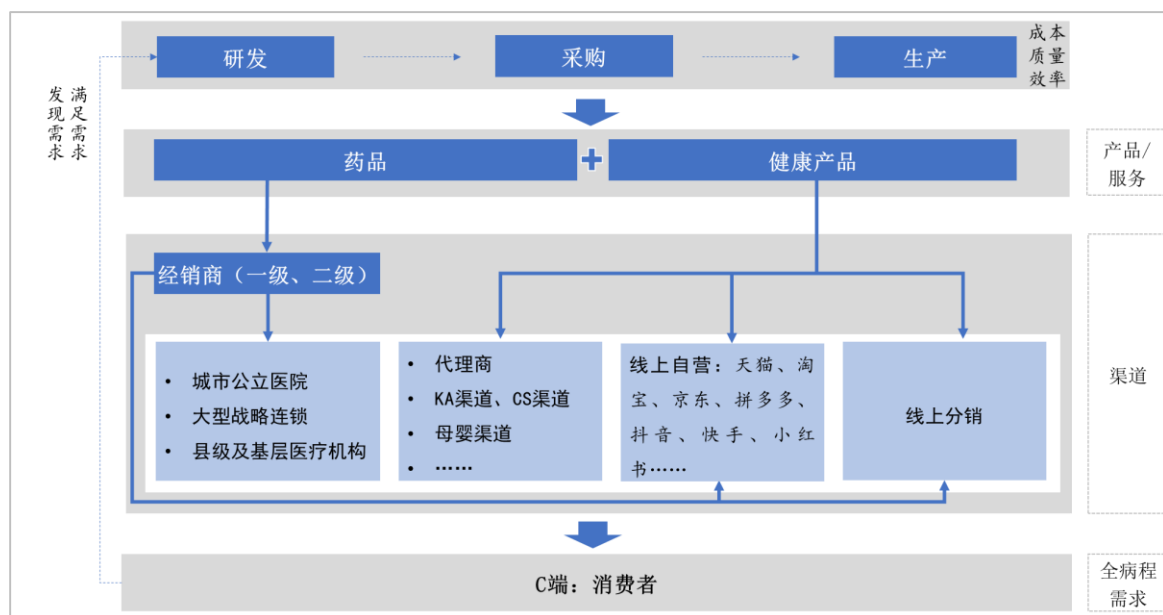 研发
采购
生产
成本
质量
效率
发现需求
满足需求
药品
健康产品
产品/
服务
经销商（一级、二级）
渠道
• 城市公立医院
• 大型战略连锁
• 县级及基层医疗机构
• 代理商
• KA渠道、CS渠道
• 母婴渠道
• ……
线上自营：天猫、淘
宝、京东、拼多多、
抖音、快手、小红
书……
线上分销
C端：消费者
全病程
需求